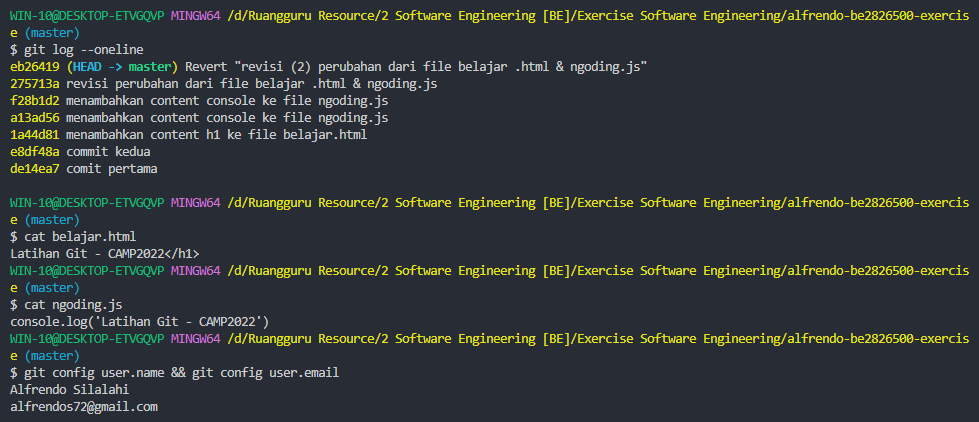 WIN-10@DESKTOP-ETVGQVP MINGW64 /d/Ruangguru Resource/2 Software Engineering [BE]/Exercise Software Engineering/alfrendo-be2826500-exercis
e (master)
$ git log --oneline
eb26419 (HEAD -> master) Revert "revisi (2) perubahan dari file belajar .html & ngoding.js"
275713a revisi perubahan dari file belajar .html & ngoding.js
f28b1d2 menambahkan content console ke file ngoding.js
a13ad56 menambahkan content console ke file ngoding.js
1a44d81 menambahkan content h1 ke file belajar.html
e8df48a commit kedua
de14ea7 comit pertama
WIN-10@DESKTOP-ETVGQVP MINGW64 /d/Ruangguru Resource/2 Software Engineering [BE]/Exercise Software Engineering/alfrendo-be2826500-exercis
e (master)
$ cat belajar.html
Latihan Git - CAMP2022</h1>
WIN-10@DESKTOP-ETVGQVP MINGW64 /d/Ruangguru Resource/2 Software Engineering [BE]/Exercise Software Engineering/alfrendo-be2826500-exercis
e (master)
$ cat ngoding.js
console.log('Latihan Git - CAMP2022')
WIN-10@DESKTOP-ETVGQVP MINGW64 /d/Ruangguru Resource/2 Software Engineering [BE]/Exercise Software Engineering/alfrendo-be2826500-exercis
e (master)
$ git config user.name && git config user.email
Alfrendo Silalahi
alfrendos72@gmail.com